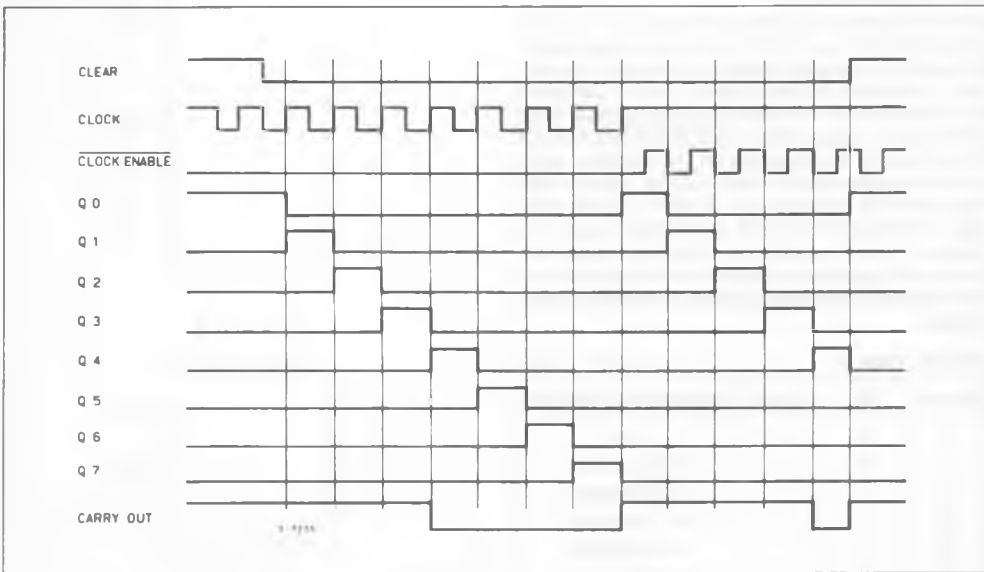 CLEAR
CLOCK
CLOCK ENABLE
Q 0
Q 1
Q 2
Q 3
Q 4
Q 5
Q 6
Q 7
CARRY OUT